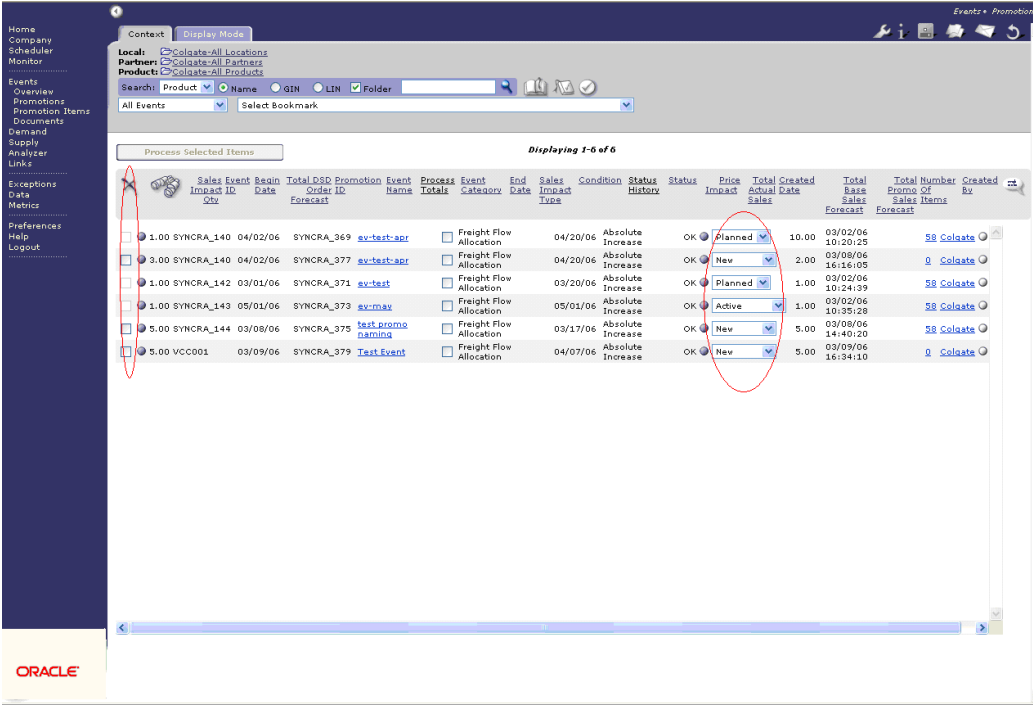 Events • Promotion
Home
Company
Scheduler
Monitor
Events
Overview
Promotions
Promotion Items
Documents
Demand
Supply
Analyzer
Links
Exceptions
Data
Metrics
Preferences
Help
Logout
Context Display Mode
Local: Colgate-All Locations
Partner: Colgate-All Partners
Product: Colgate-All Products
Search: Product Name GIN LIN Folder
All Events Select Bookmark
Process Selected Items Displaying 1-6 of 6
Sales Event Begin Total DSD Promotion Event Process Event End Sales Condition Status Status Price Total Created Total Total Number Created
Impact ID Date Order ID Name Totals Category Date Impact History Impact Actual Date Base Promo Of By
Qty Forecast Type Sales Sales Sales Items
Forecast Forecast
1.00 SYNCRA_140 04/02/06 SYNCRA_369 ev-test-apr Freight Flow Allocation 04/20/06 Absolute Increase OK Planned 10.00 03/02/06 10:20:25 58 Colgate
3.00 SYNCRA_140 04/02/06 SYNCRA_377 ev-test-apr Freight Flow Allocation 04/20/06 Absolute Increase OK New 2.00 03/08/06 16:16:05 0 Colgate
1.00 SYNCRA_142 03/01/06 SYNCRA_371 ev-test Freight Flow Allocation 03/20/06 Absolute Increase OK Planned 1.00 03/02/06 10:24:39 58 Colgate
1.00 SYNCRA_143 05/01/06 SYNCRA_373 ev-may Freight Flow Allocation 05/01/06 Absolute Increase OK Active 1.00 03/02/06 10:35:28 58 Colgate
5.00 SYNCRA_144 03/08/06 SYNCRA_375 test promo naming Freight Flow Allocation 03/17/06 Absolute Increase OK New 5.00 03/08/06 14:40:20 58 Colgate
5.00 VCC001 03/09/06 SYNCRA_379 Test Event Freight Flow Allocation 04/07/06 Absolute Increase OK New 5.00 03/09/06 16:34:10 0 Colgate
ORACLE